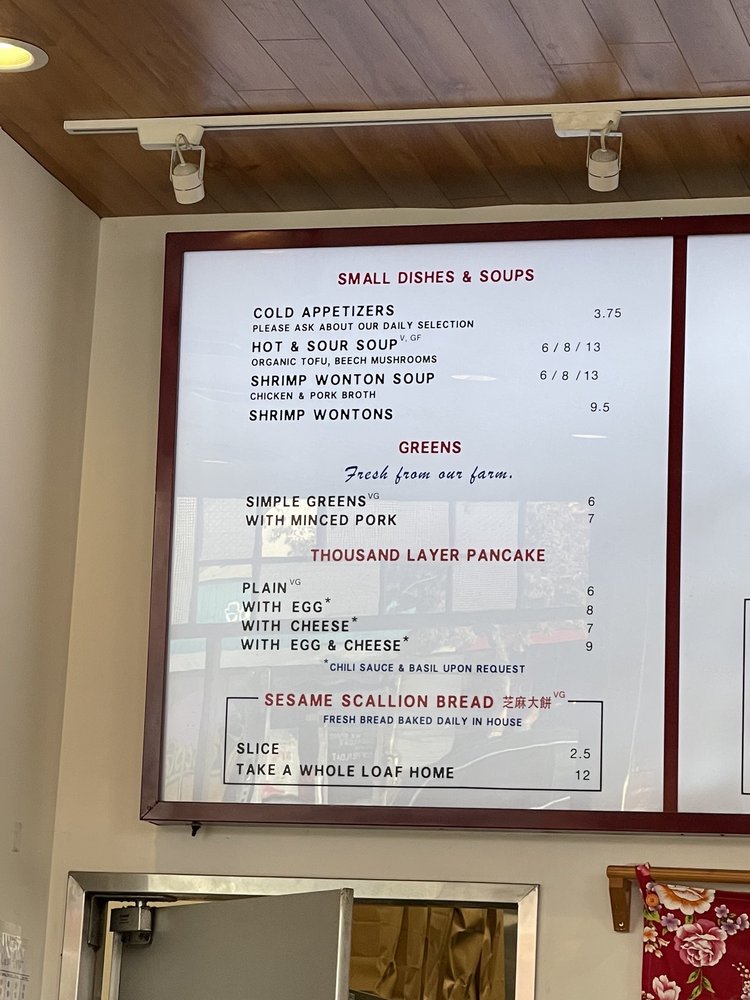 SMALL DISHES & SOUPS
COLD APPETIZERS 3.75
PLEASE ASK ABOUT OUR DAILY SELECTION
HOT & SOUR SOUP V, GF 6 / 8 / 13
ORGANIC TOFU, BEECH MUSHROOMS
SHRIMP WONTON SOUP 6 / 8 / 13
CHICKEN & PORK BROTH
SHRIMP WONTONS 9.5
GREENS
Fresh from our farm.
SIMPLE GREENS VG 6
WITH MINCED PORK 7
THOUSAND LAYER PANCAKE
PLAIN VG 6
WITH EGG* 8
WITH CHEESE* 7
WITH EGG & CHEESE* 9
*CHILI SAUCE & BASIL UPON REQUEST
SESAME SCALLION BREAD 芝麻大餅 VG
FRESH BREAD BAKED DAILY IN HOUSE
SLICE 2.5
TAKE A WHOLE LOAF HOME 12